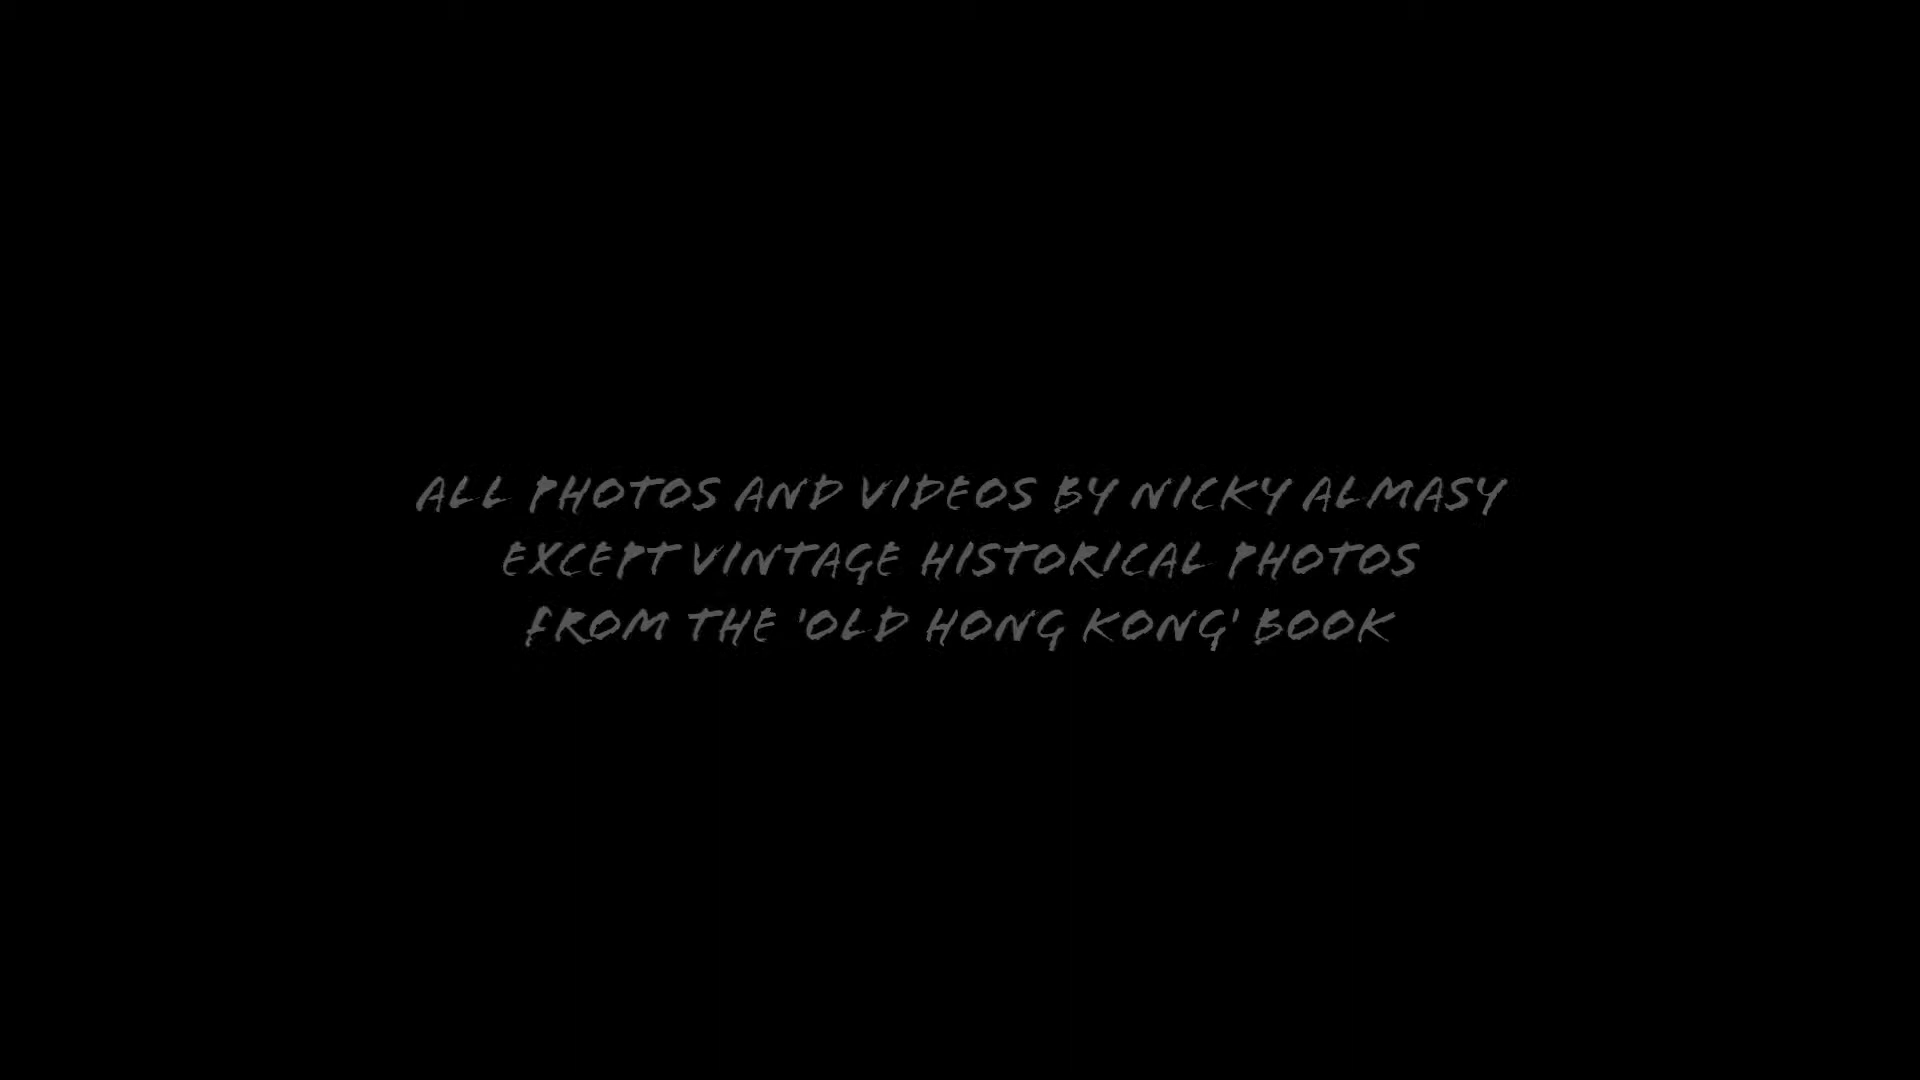 ALL PHOTOS AND VIDEOS BY NICKY ALMASY
EXCEPT VINTAGE HISTORICAL PHOTOS
FROM THE 'OLD HONG KONG' BOOK